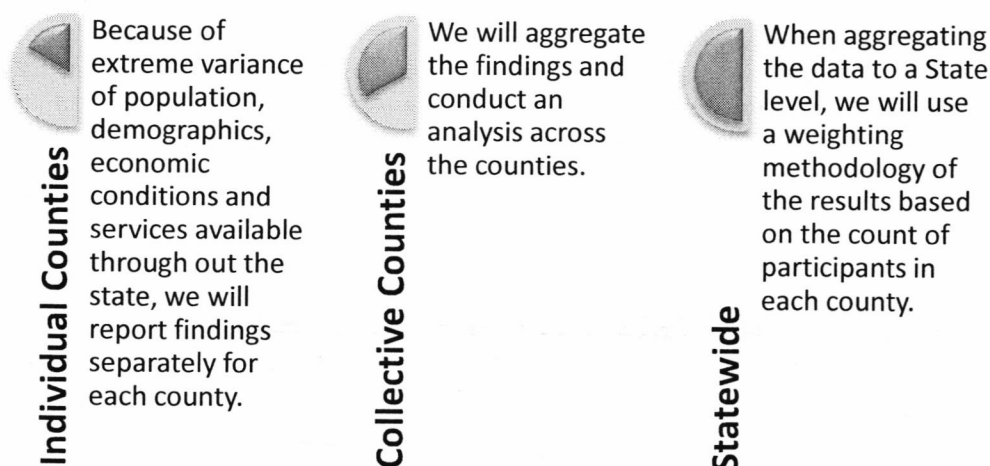 Individual Counties
Because of
extreme variance
of population,
demographics,
economic
conditions and
services available
through out the
state, we will
report findings
separately for
each county.
Collective Counties
We will aggregate
the findings and
conduct an
analysis across
the counties.
Statewide
When aggregating
the data to a State
level, we will use
a weighting
methodology of
the results based
on the count of
participants in
each county.